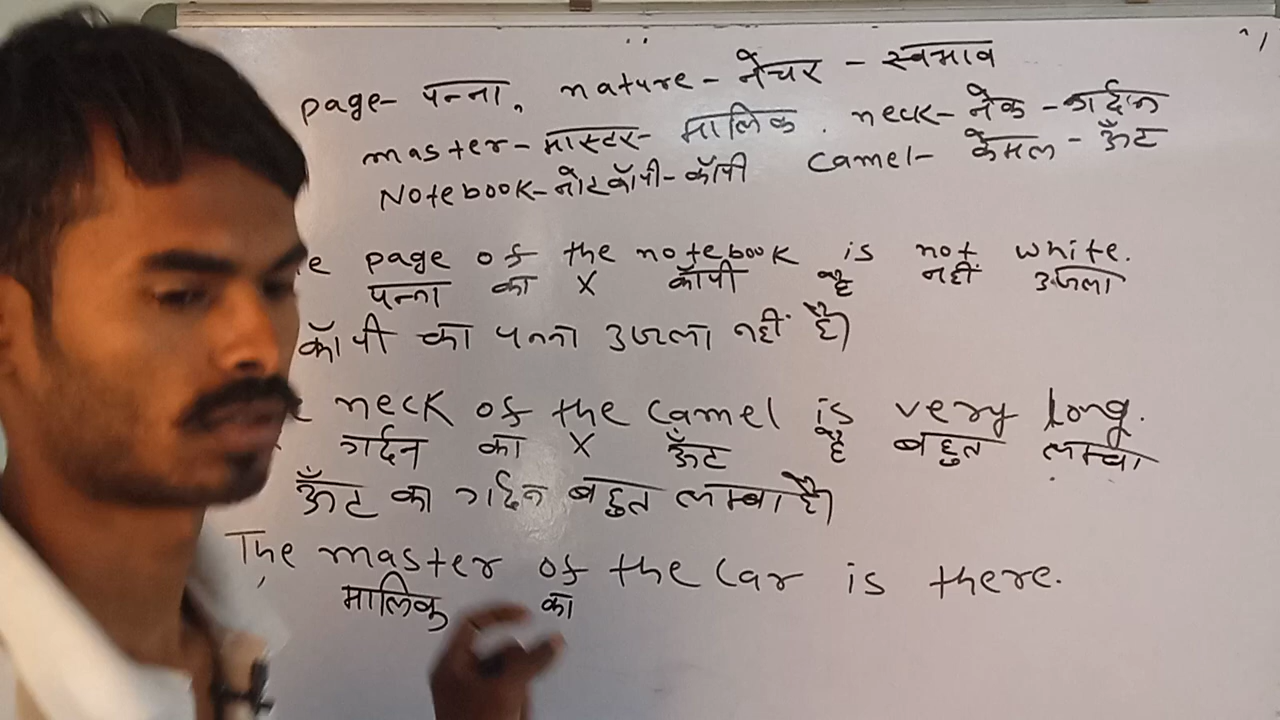 page- पन्ना, nature - नेचर - स्वभाव
master- मास्टर- मालिक. neck- नेक - गर्दन
Notebook- नोटकॉपी- कॉपी camel- कैमल - ऊँट
e page of the notebook is not white.
पन्ना का X कॉपी है नहीं उजला
कॉपी का पन्ना उजला नहीं है।
neck of the camel is very long.
गर्दन का X ऊँट है बहुत लम्बा
ऊँट का गर्दन बहुत लम्बा है।
The master of the car is there.
मालिक का